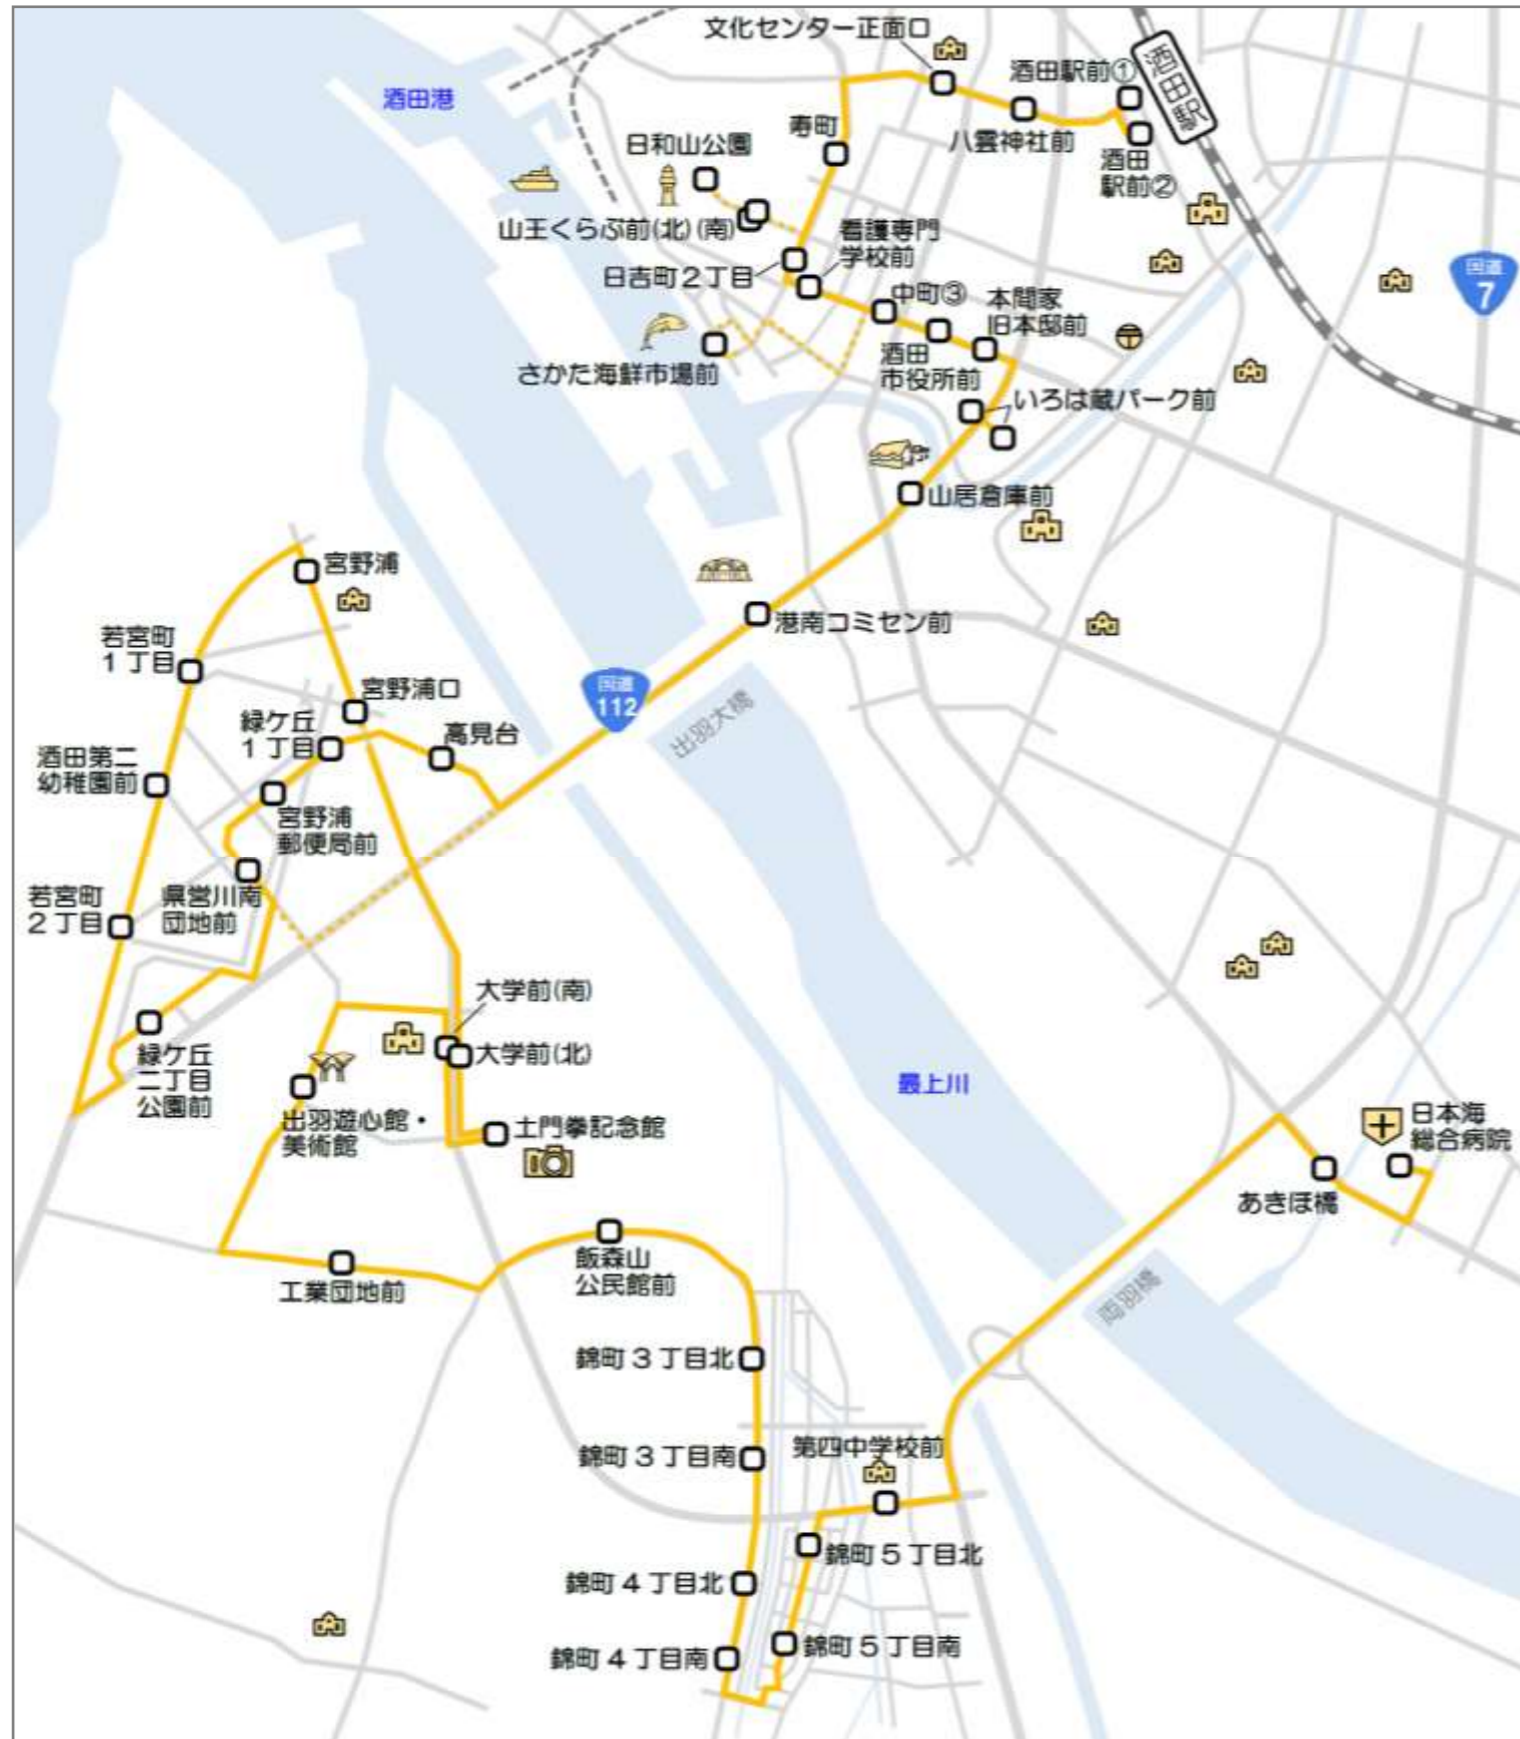 文化センター正面口
酒田駅前①
酒田駅
酒田港
寿町
八雲神社前
酒田
駅前②
日和山公園
山王くらぶ前(北)(南)
看護専門
学校前
日吉町２丁目
中町③
本間家
旧本邸前
国道
7
さかた海鮮市場前
酒田
市役所前
いろは蔵パーク前
山居倉庫前
宮野浦
港南コミセン前
若宮町
１丁目
国道
112
宮野浦口
出羽大橋
緑ケ丘
１丁目
高見台
酒田第二
幼稚園前
宮野浦
郵便局前
若宮町
２丁目
県営川南
団地前
大学前(南)
大学前(北)
緑ケ丘
二丁目
公園前
最上川
出羽遊心館・
美術館
土門拳記念館
日本海
総合病院
あきほ橋
飯森山
公民館前
工業団地前
両羽橋
錦町３丁目北
錦町３丁目南
第四中学校前
錦町５丁目北
錦町４丁目北
錦町５丁目南
錦町４丁目南